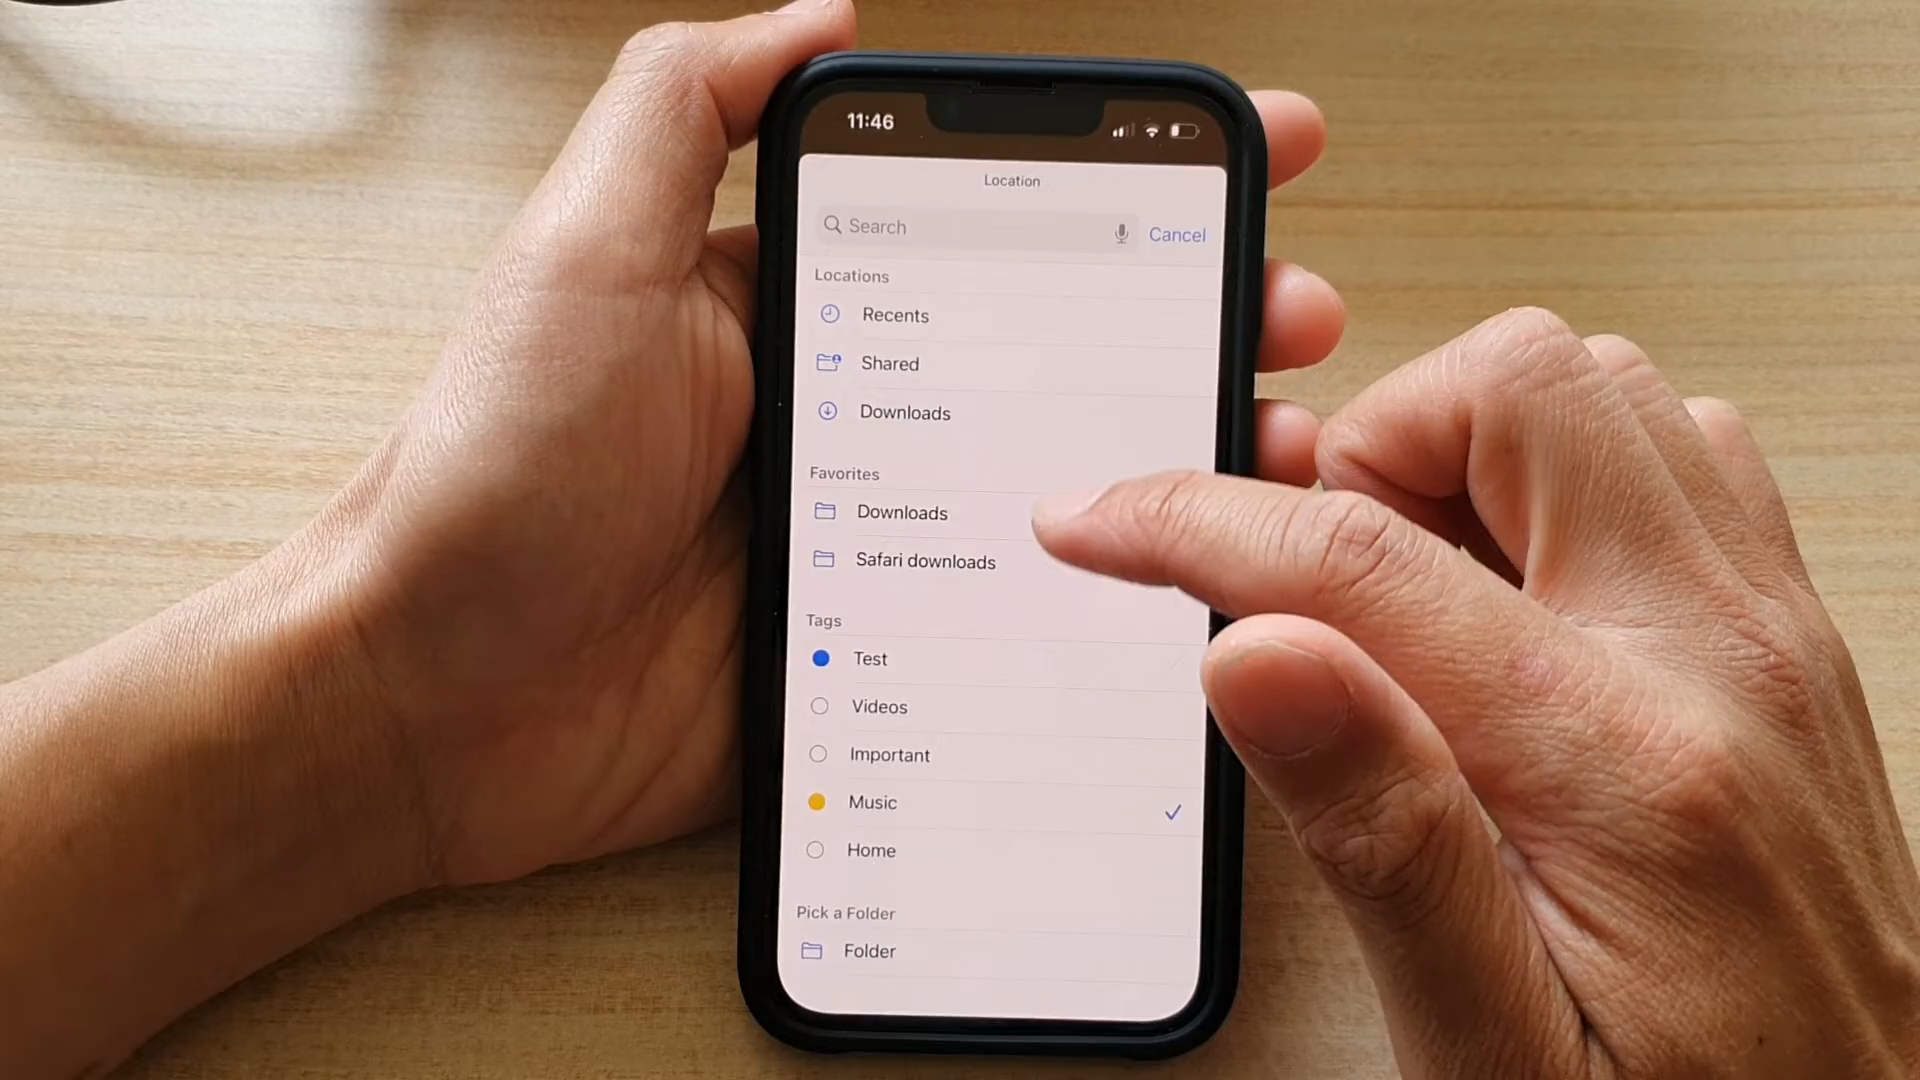 11:46
Location
Search
Cancel
Locations
Recents
Shared
Downloads
Favorites
Downloads
Safari downloads
Tags
Test
Videos
Important
Music
Home
Pick a Folder
Folder